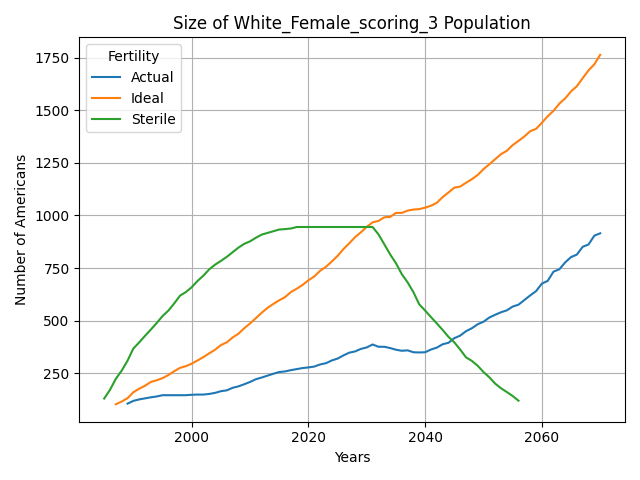 Size of White_Female_scoring_3 Population
Fertility
Actual
Ideal
Sterile
Number of Americans
1750
1500
1250
1000
750
500
250
2000 2020 2040 2060
Years